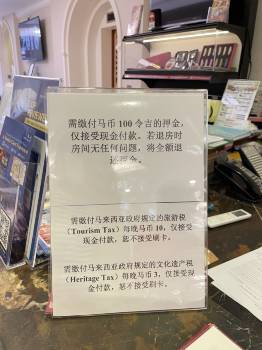 需缴付马币 100 令吉的押金，
仅接受现金付款。若退房时
房间无任何问题，将全额退
还押金。
需缴付马来西亚政府规定的旅游税
（Tourism Tax）每晚马币 10，仅接受
现金付款，恕不接受刷卡。
需缴付马来西亚政府规定的文化遗产税
（Heritage Tax）每晚马币 3，仅接受现
金付款，恕不接受刷卡。